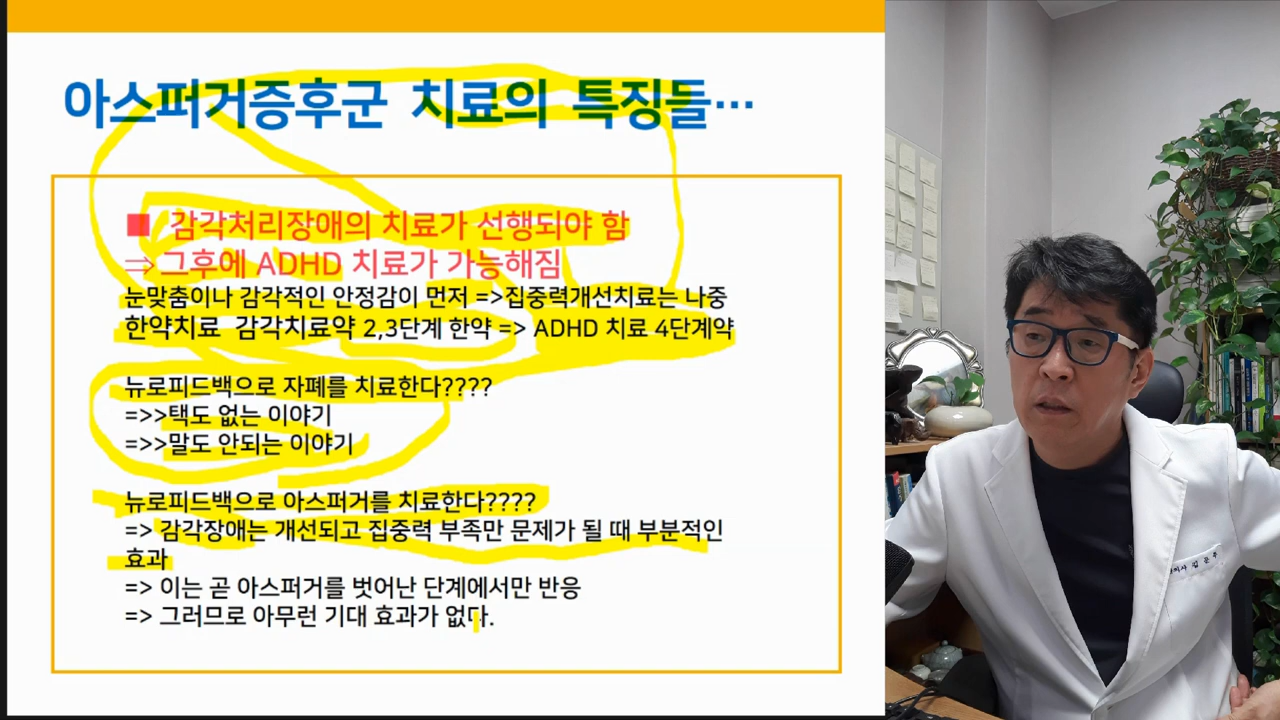 아스퍼거증후군 치료의 특징들…
■ 감각처리장애의 치료가 선행되야 함
⇒ 그후에 ADHD 치료가 가능해짐
눈맞춤이나 감각적인 안정감이 먼저 =>집중력개선치료는 나중
한약치료 감각치료약 2,3단계 한약 => ADHD 치료 4단계약
뉴로피드백으로 자폐를 치료한다????
=>>택도 없는 이야기
=>>말도 안되는 이야기
뉴로피드백으로 아스퍼거를 치료한다????
=> 감각장애는 개선되고 집중력 부족만 문제가 될 때 부분적인
효과
=> 이는 곧 아스퍼거를 벗어난 단계에서만 반응
=> 그러므로 아무런 기대 효과가 없다.